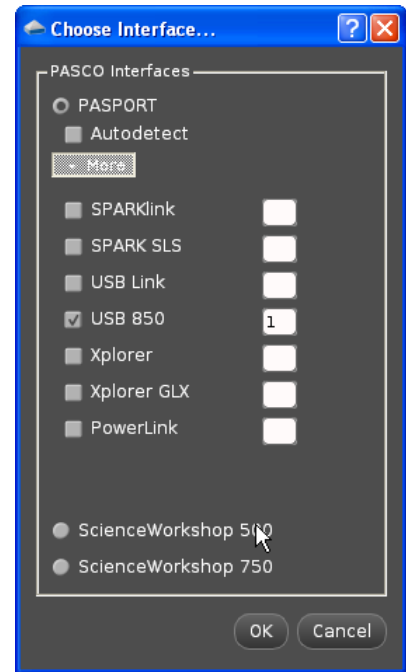 Choose Interface...
PASCO Interfaces
PASPORT
Autodetect
More
SPARKlink
SPARK SLS
USB Link
USB 850 1
Xplorer
Xplorer GLX
PowerLink
ScienceWorkshop 500
ScienceWorkshop 750
OK Cancel